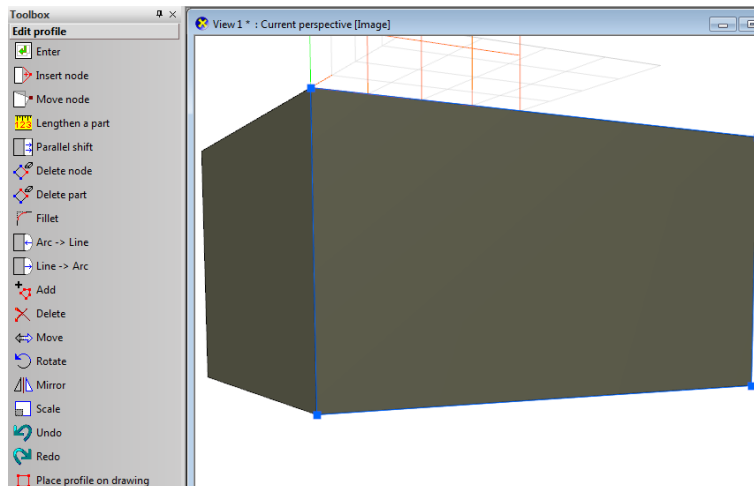 Toolbox
Edit profile
Enter
Insert node
Move node
Lengthen a part
Parallel shift
Delete node
Delete part
Fillet
Arc -> Line
Line -> Arc
Add
Delete
Move
Rotate
Mirror
Scale
Undo
Redo
Place profile on drawing
View 1 * : Current perspective [Image]